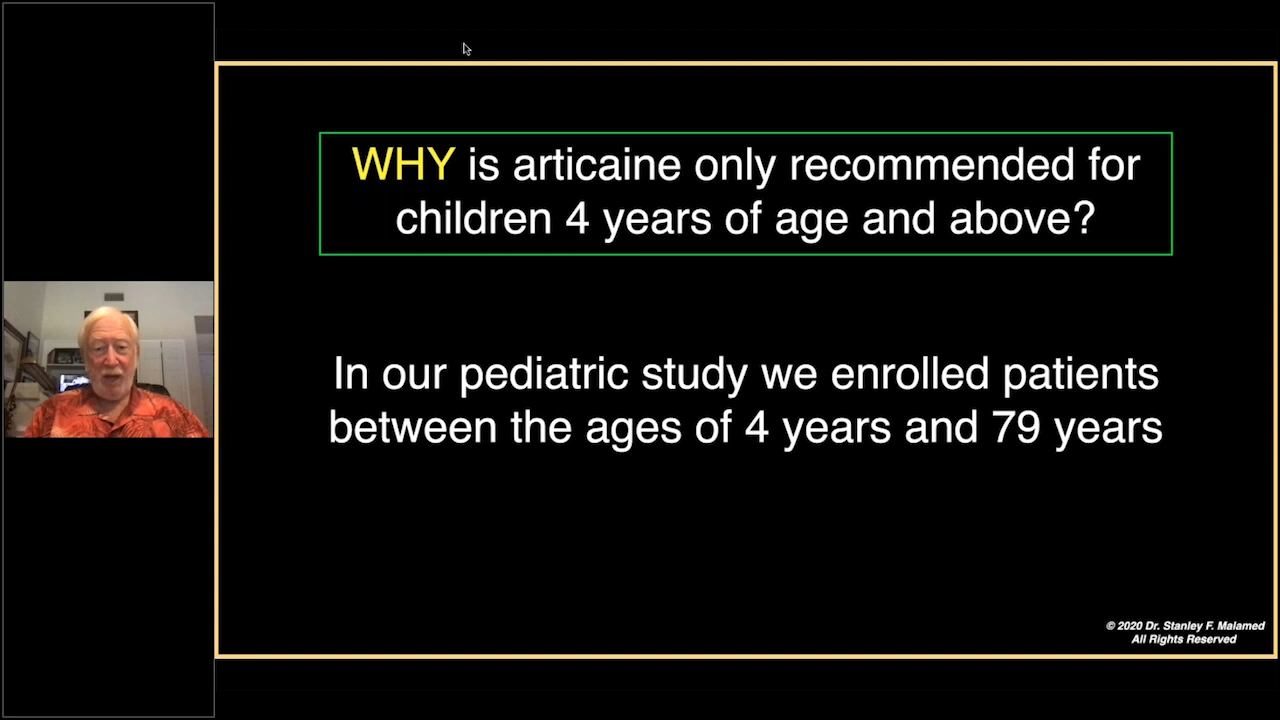 WHY is articaine only recommended for
children 4 years of age and above?
In our pediatric study we enrolled patients
between the ages of 4 years and 79 years
© 2020 Dr. Stanley F. Malamed
All Rights Reserved